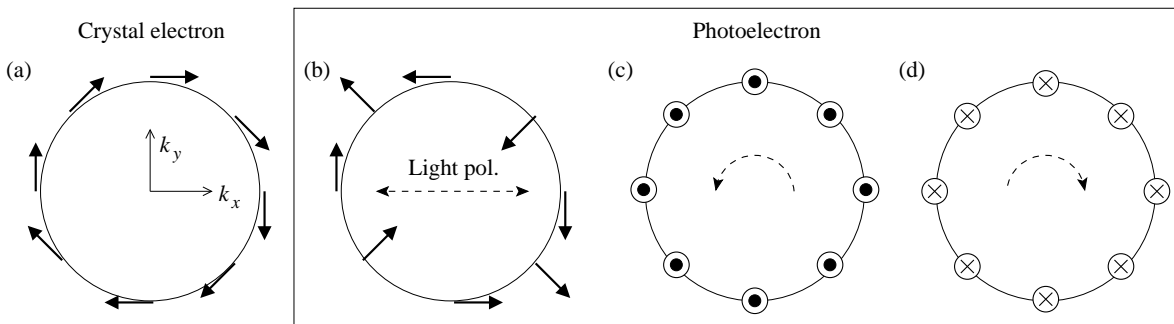 Crystal electron
Photoelectron
(a)
(b)
(c)
(d)
k_y
k_x
Light pol.